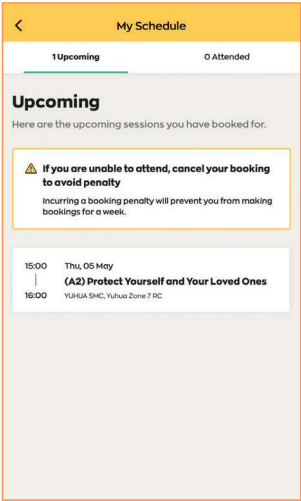 My Schedule
1 Upcoming
0 Attended
Upcoming
Here are the upcoming sessions you have booked for.
If you are unable to attend, cancel your booking
to avoid penalty
Incurring a booking penalty will prevent you from making
bookings for a week.
15:00
Thu, 05 May
(A2) Protect Yourself and Your Loved Ones
16:00
YUHUA SMC, Yuhua Zone 7 RC